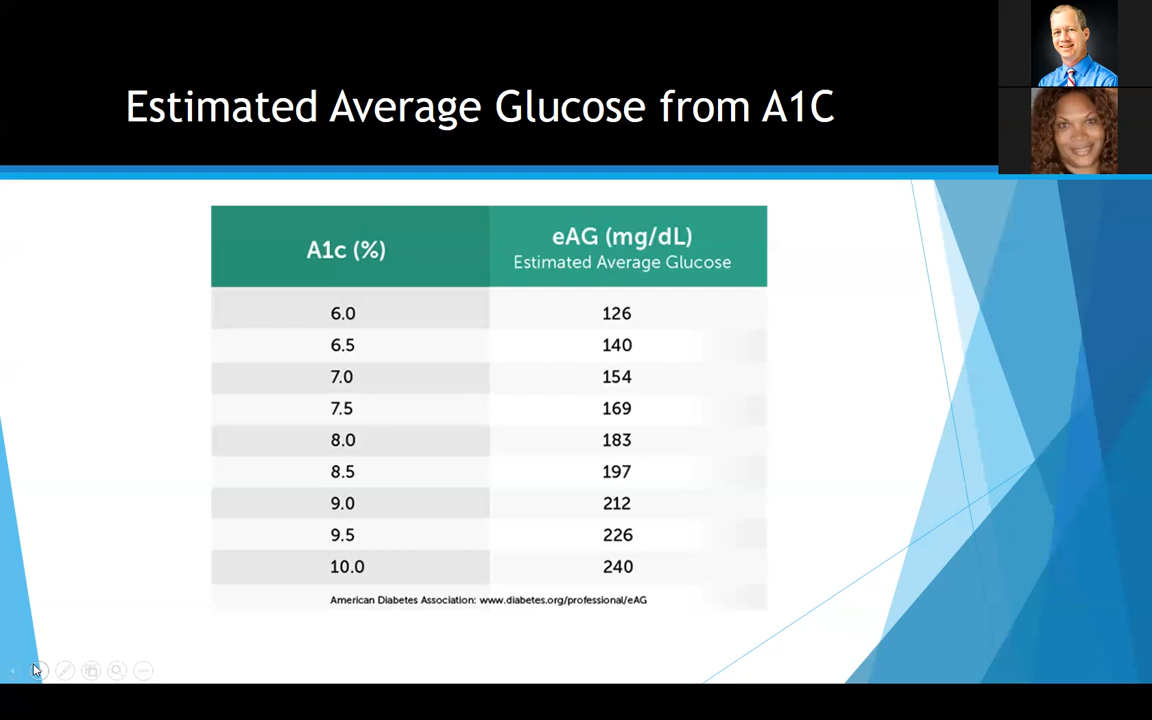 Estimated Average Glucose from A1C
A1c (%) eAG (mg/dL)
Estimated Average Glucose
6.0 126
6.5 140
7.0 154
7.5 169
8.0 183
8.5 197
9.0 212
9.5 226
10.0 240
American Diabetes Association: www.diabetes.org/professional/eAG